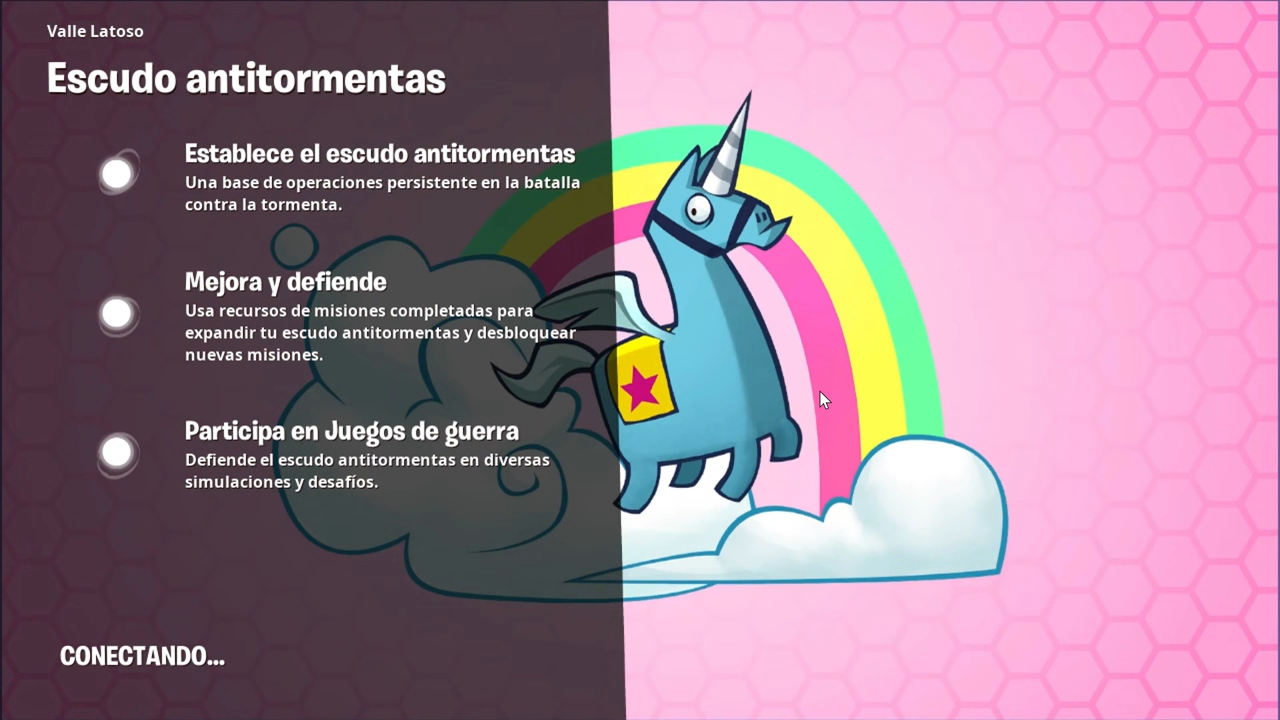 Valle Latoso
Escudo antitormentas
Establece el escudo antitormentas
Una base de operaciones persistente en la batalla
contra la tormenta.
Mejora y defiende
Usa recursos de misiones completadas para
expandir tu escudo antitormentas y desbloquear
nuevas misiones.
Participa en Juegos de guerra
Defiende el escudo antitormentas en diversas
simulaciones y desafíos.
CONECTANDO...